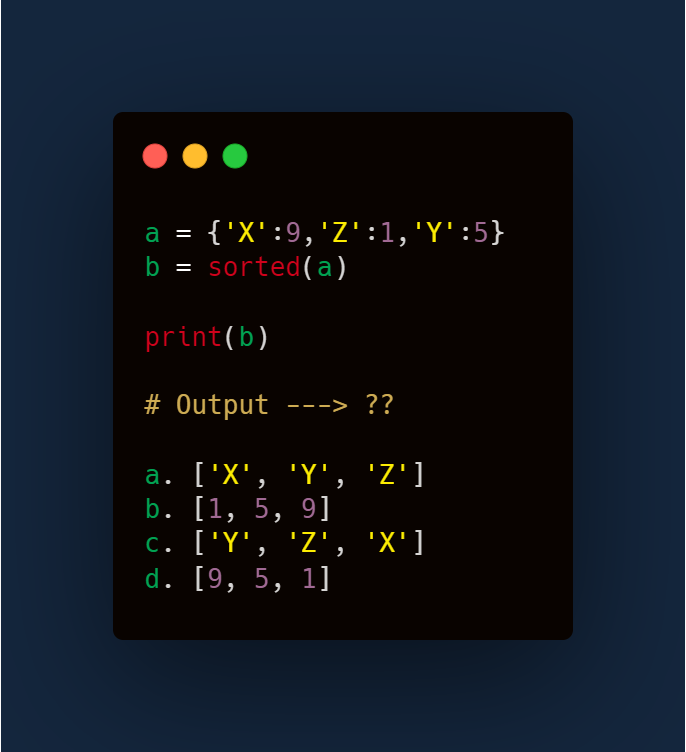 a = {'X':9,'Z':1,'Y':5}
b = sorted(a)
print(b)
# Output ---> ??
a. ['X', 'Y', 'Z']
b. [1, 5, 9]
c. ['Y', 'Z', 'X']
d. [9, 5, 1]